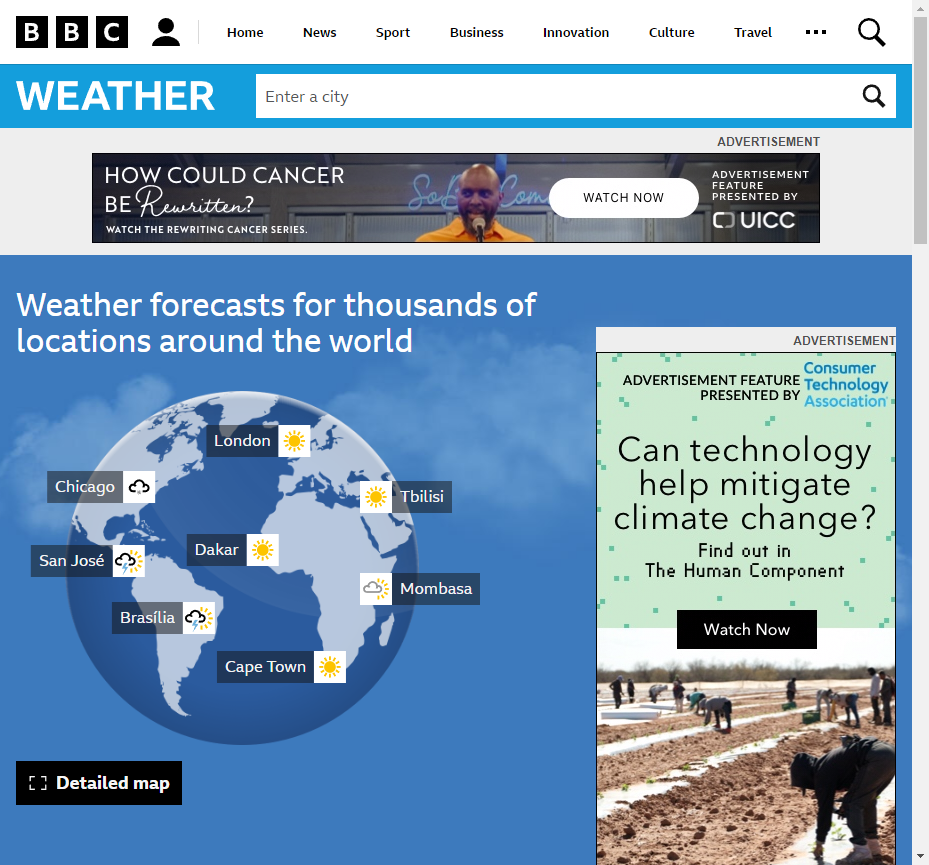 BBC
Home News Sport Business Innovation Culture Travel
WEATHER
Enter a city
ADVERTISEMENT
HOW COULD CANCER
BE Rewritten?
WATCH THE REWRITING CANCER SERIES.
WATCH NOW
ADVERTISEMENT
FEATURE
PRESENTED BY
UICC
Weather forecasts for thousands of
locations around the world
London
Chicago
Tbilisi
Dakar
San José
Mombasa
Brasília
Cape Town
Detailed map
ADVERTISEMENT
ADVERTISEMENT FEATURE
PRESENTED BY
Consumer
Technology
Association
Can technology
help mitigate
climate change?
Find out in
The Human Component
Watch Now